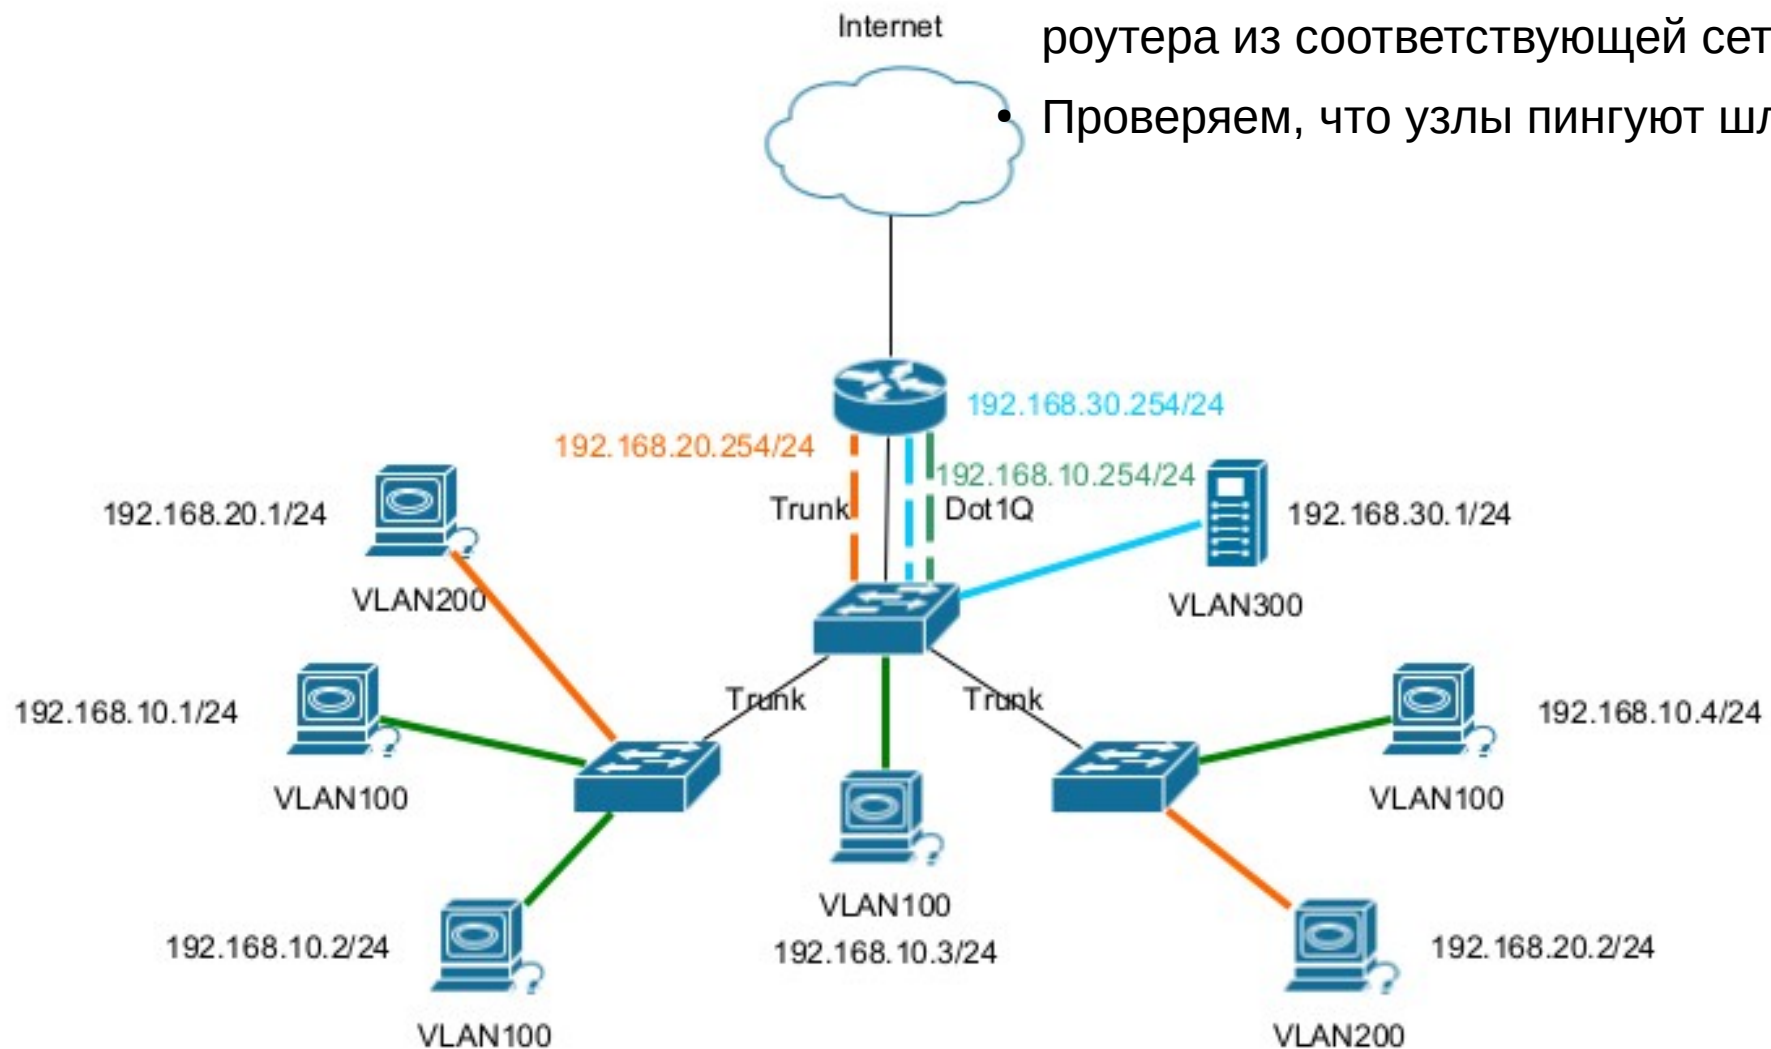 Internet
роутера из соответствующей сет
Проверяем, что узлы пингуют шл
192.168.30.254/24
192.168.20.254/24
192.168.10.254/24
Trunk
Dot1Q
192.168.20.1/24
192.168.30.1/24
VLAN200
VLAN300
Trunk
Trunk
192.168.10.1/24
192.168.10.4/24
VLAN100
VLAN100
VLAN100
192.168.10.3/24
192.168.10.2/24
192.168.20.2/24
VLAN100
VLAN200